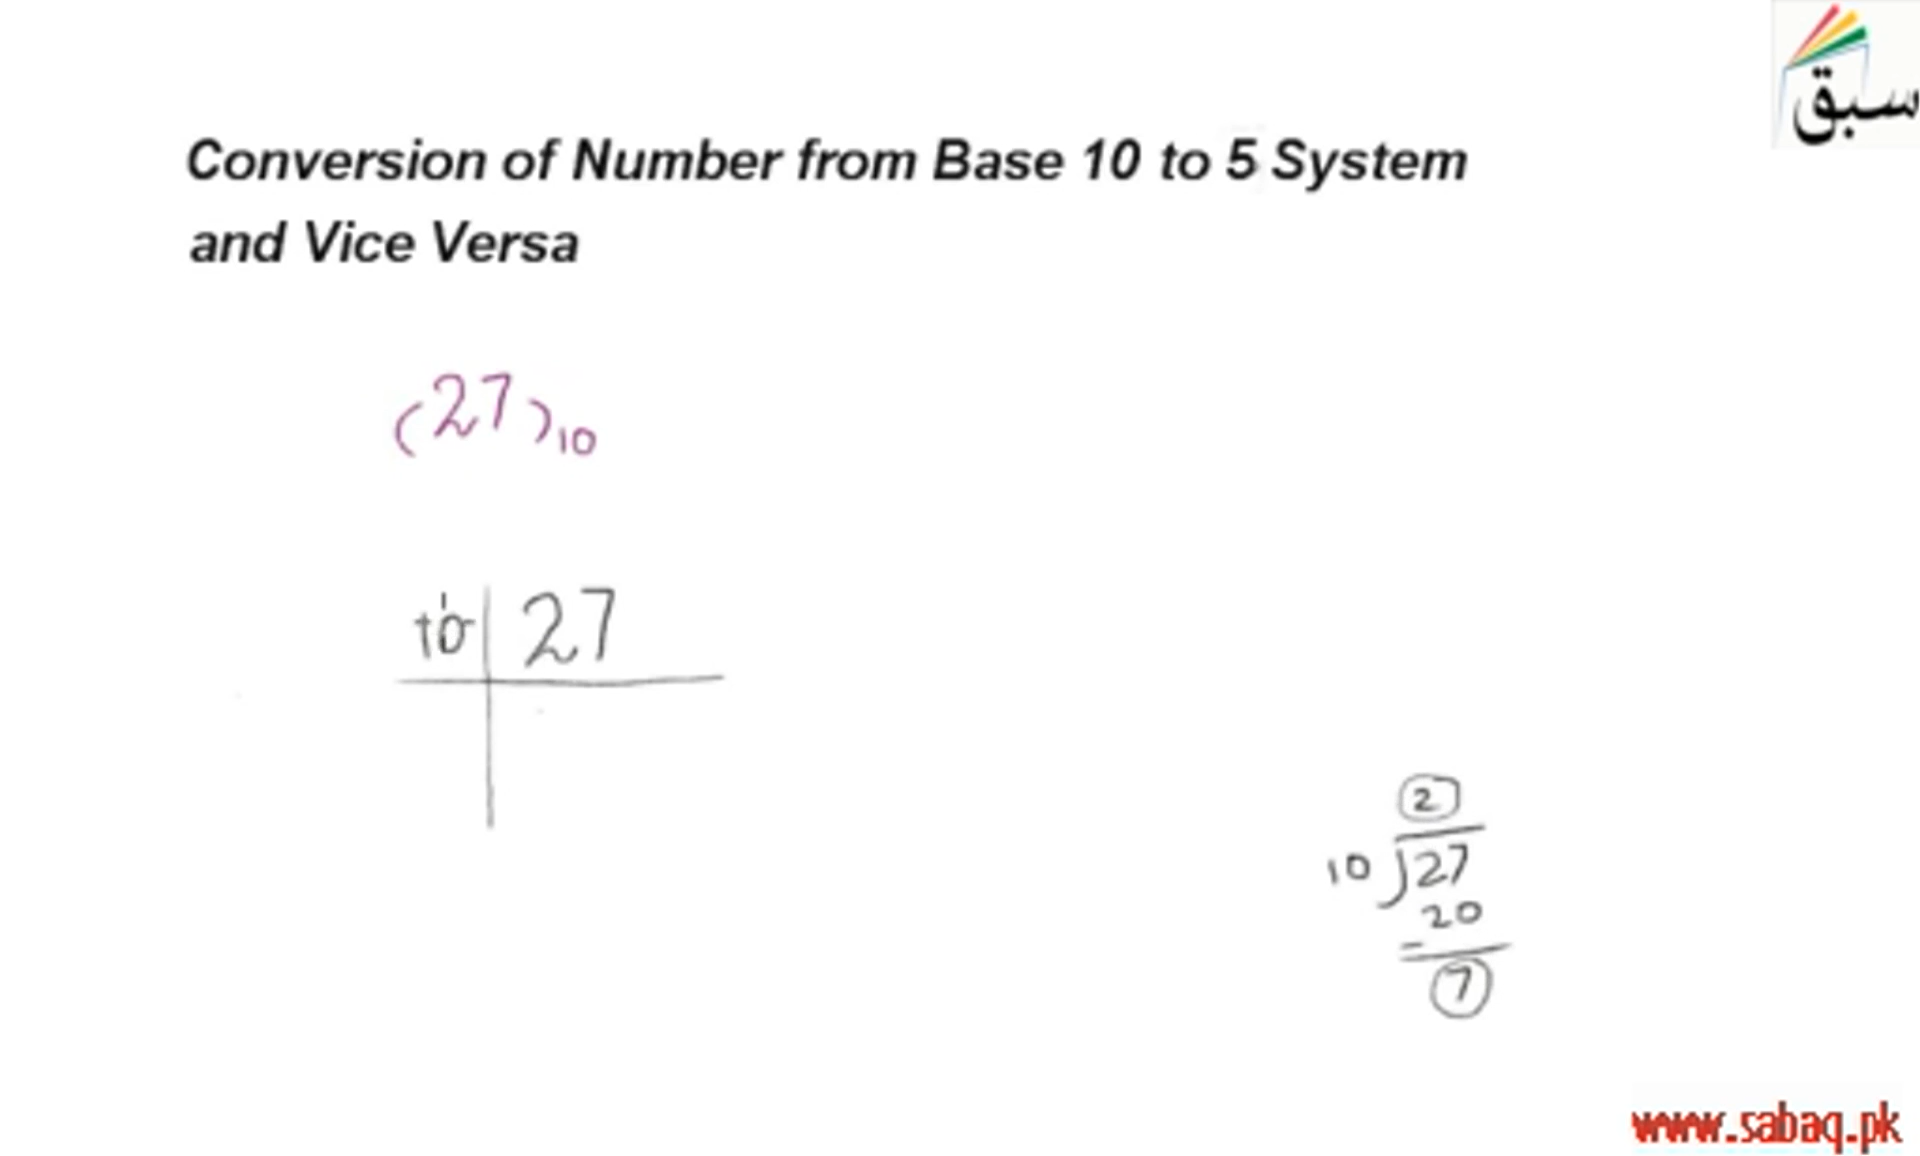 سبق
Conversion of Number from Base 10 to 5 System
and Vice Versa
(27)10
10 27
2
10 27
- 20
7
www.sabaq.pk